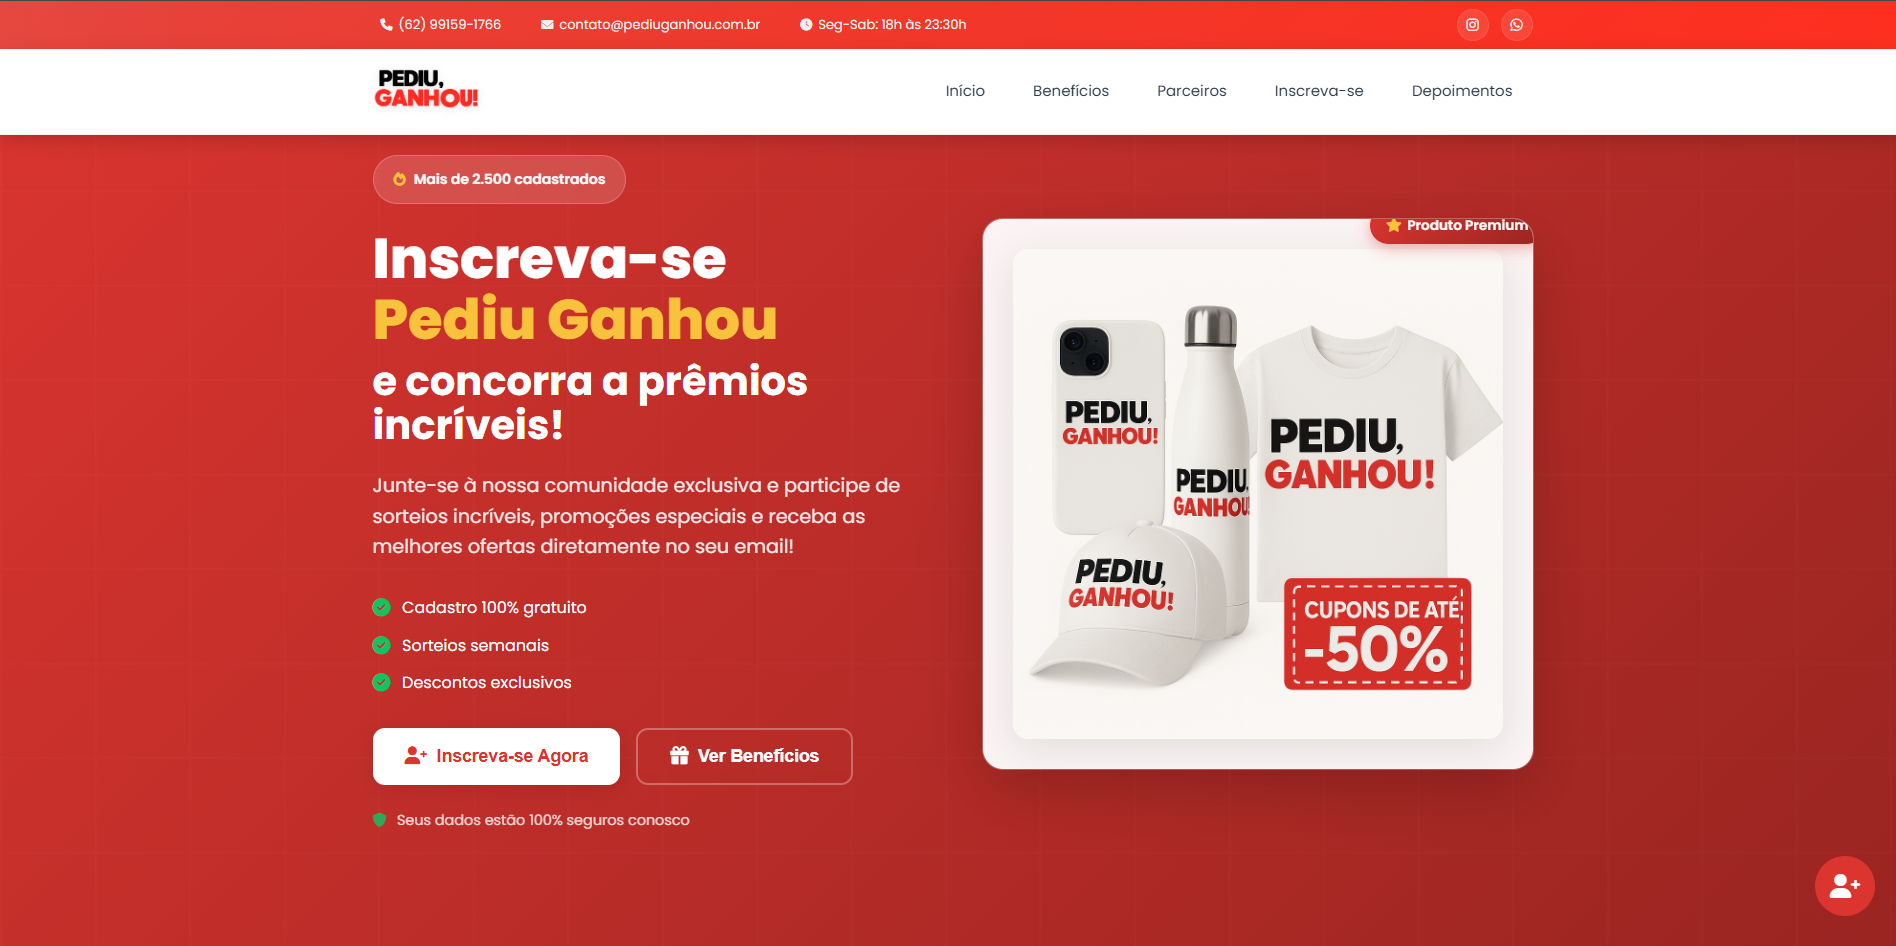 (62) 99159-1766
contato@pediuganhou.com.br
Seg-Sab: 18h às 23:30h
PEDIU,
GANHOU!
Início
Benefícios
Parceiros
Inscreva-se
Depoimentos
Mais de 2.500 cadastrados
Inscreva-se
Pediu Ganhou
e concorra a prêmios
incríveis!
Junte-se à nossa comunidade exclusiva e participe de
sorteios incríveis, promoções especiais e receba as
melhores ofertas diretamente no seu email!
Cadastro 100% gratuito
Sorteios semanais
Descontos exclusivos
Inscreva-se Agora
Ver Benefícios
Seus dados estão 100% seguros conosco
Produto Premium
PEDIU,
GANHOU!
PEDIU,
GANHOU!
PEDIU,
GANHOU!
PEDIU,
GANHOU!
CUPONS DE ATÉ
-50%